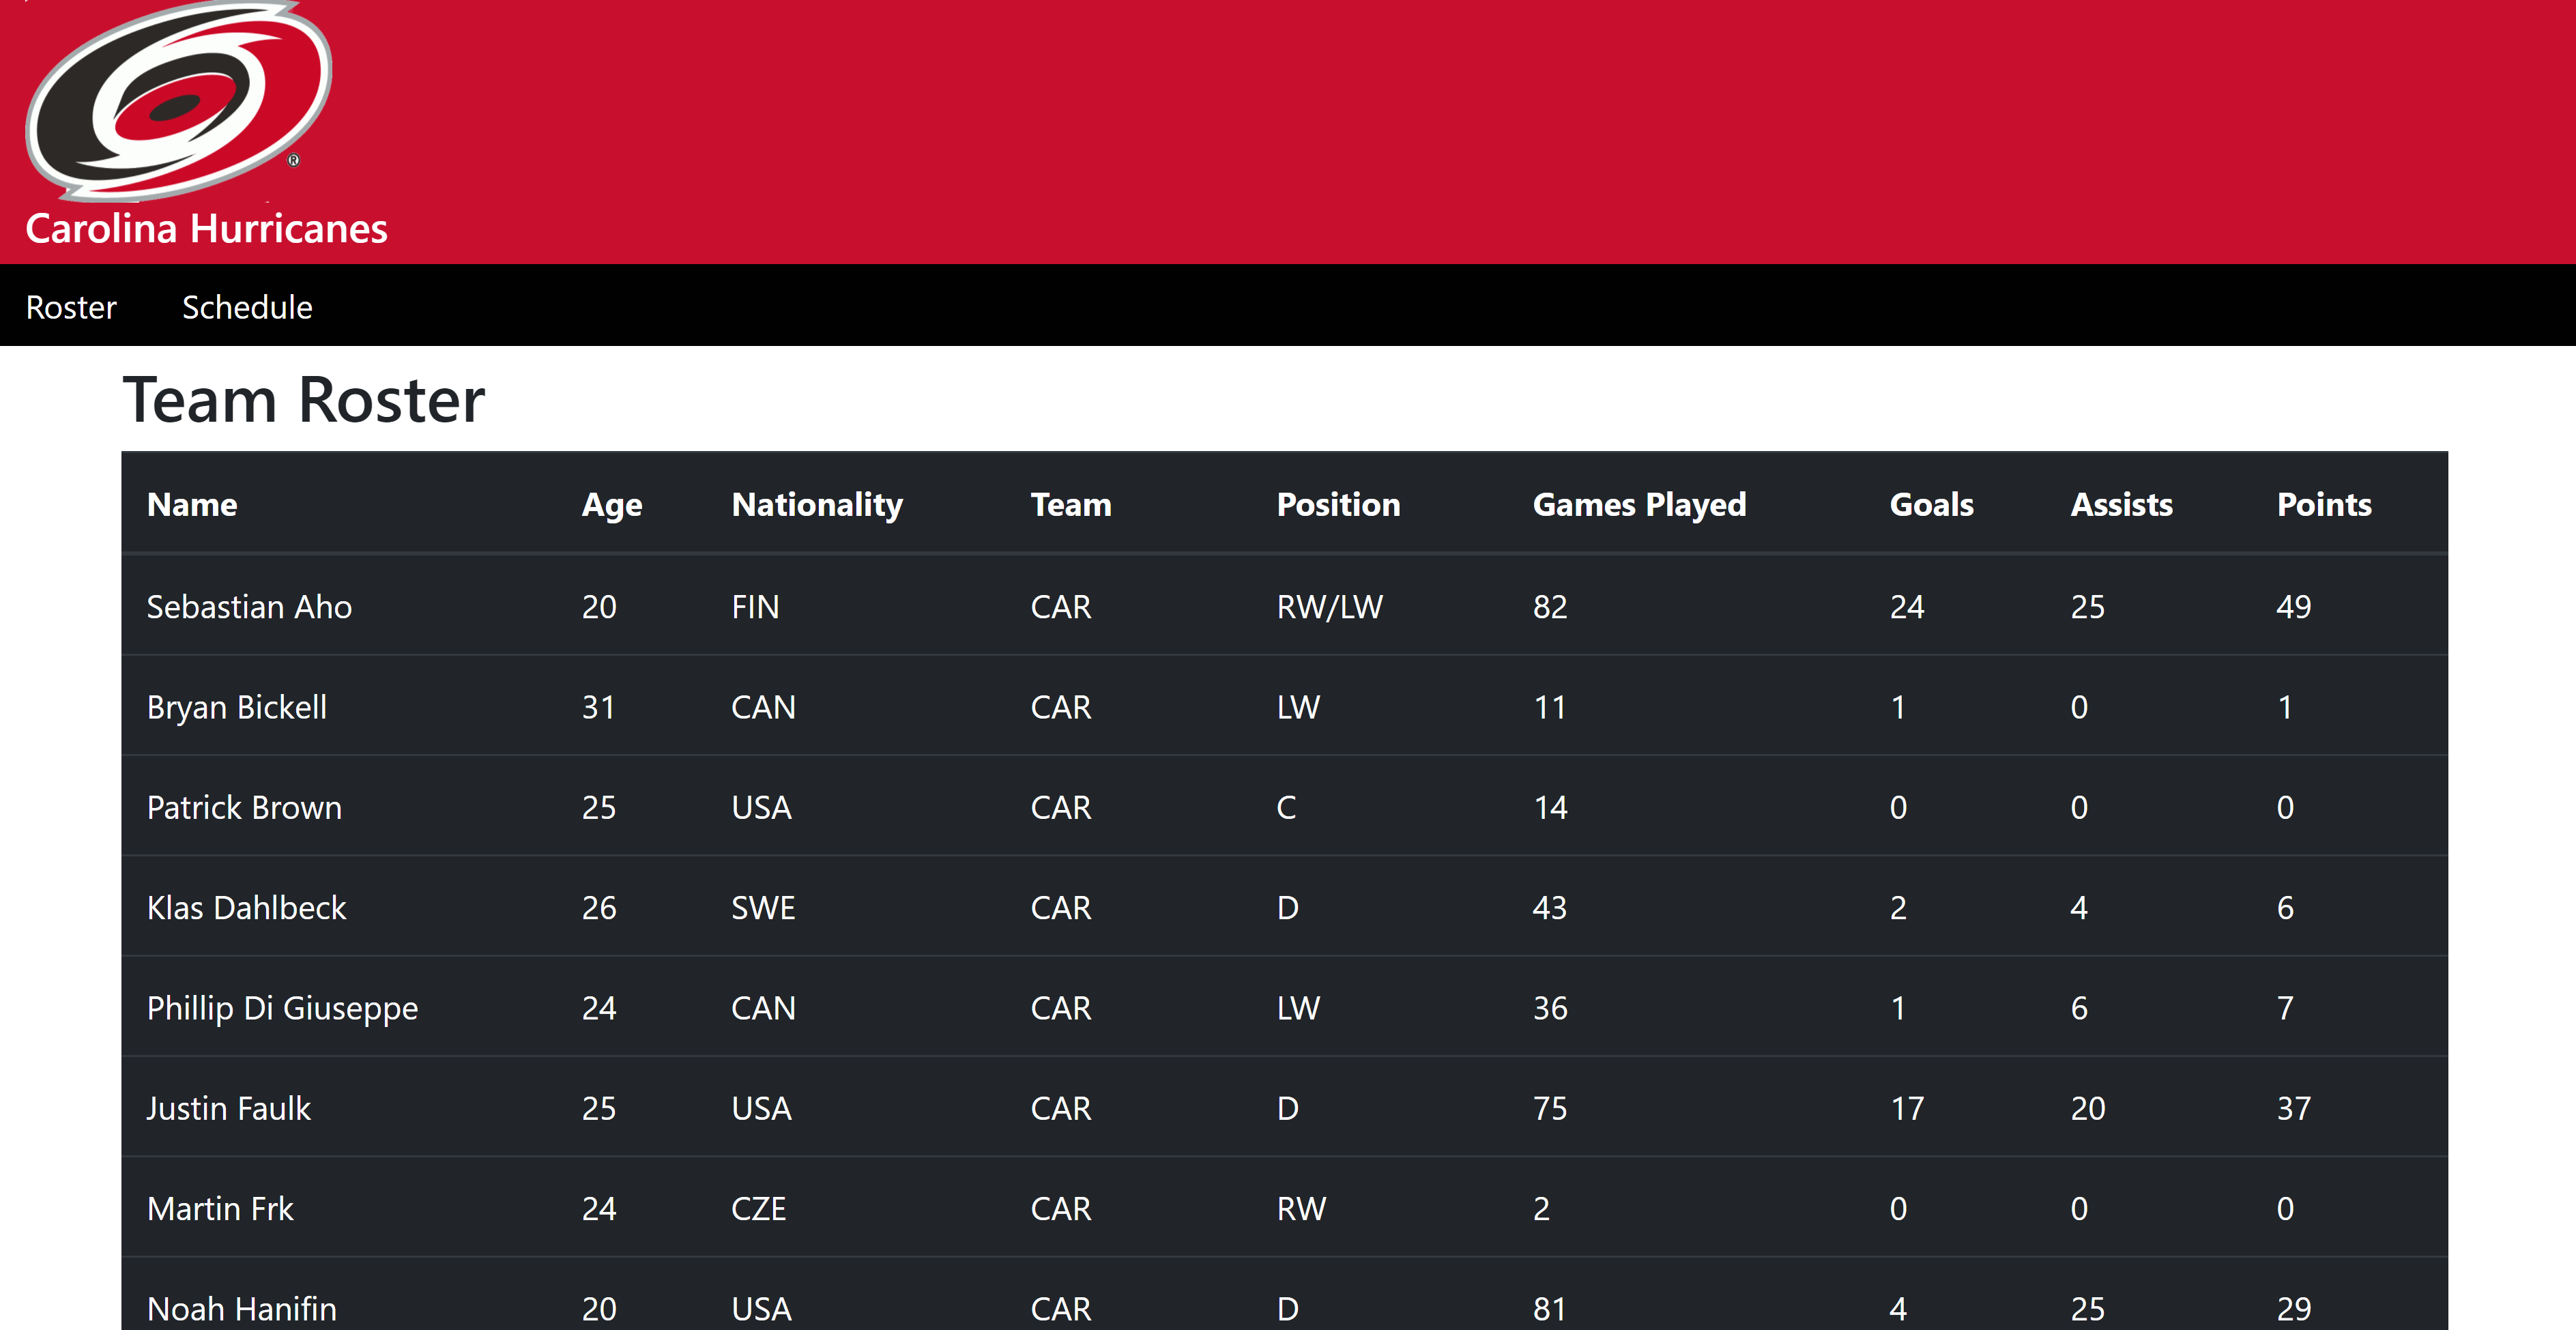 ®
Carolina Hurricanes
Roster Schedule
Team Roster
Name Age Nationality Team Position Games Played Goals Assists Points
Sebastian Aho 20 FIN CAR RW/LW 82 24 25 49
Bryan Bickell 31 CAN CAR LW 11 1 0 1
Patrick Brown 25 USA CAR C 14 0 0 0
Klas Dahlbeck 26 SWE CAR D 43 2 4 6
Phillip Di Giuseppe 24 CAN CAR LW 36 1 6 7
Justin Faulk 25 USA CAR D 75 17 20 37
Martin Frk 24 CZE CAR RW 2 0 0 0
Noah Hanifin 20 USA CAR D 81 4 25 29